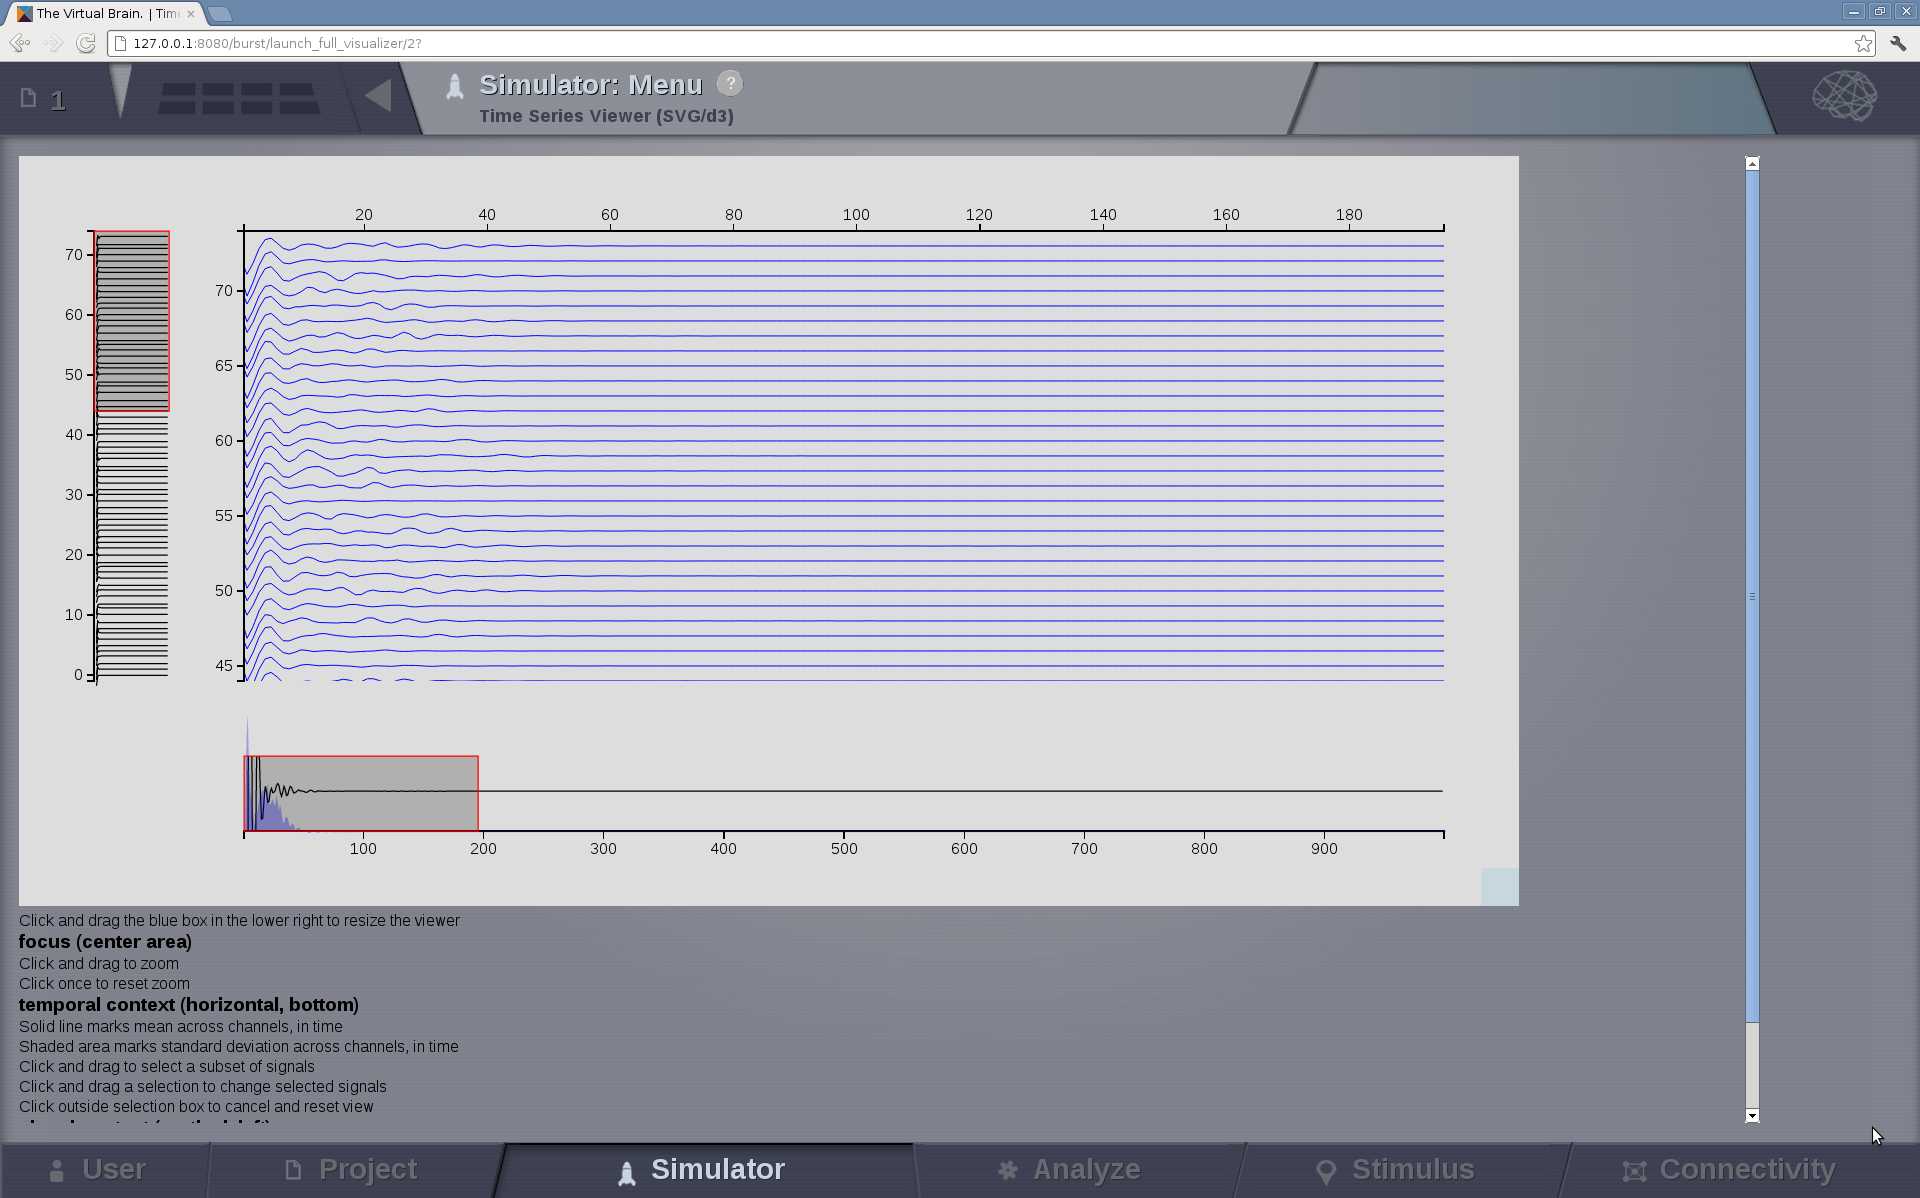 The Virtual Brain. | Tim
127.0.0.1:8080/burst/launch_full_visualizer/2?
1
Simulator: Menu ?
Time Series Viewer (SVG/d3)
20 40 60 80 100 120 140 160 180
70
60
50
40
30
20
10
0
70
65
60
55
50
45
100 200 300 400 500 600 700 800 900
Click and drag the blue box in the lower right to resize the viewer
focus (center area)
Click and drag to zoom
Click once to reset zoom
temporal context (horizontal, bottom)
Solid line marks mean across channels, in time
Shaded area marks standard deviation across channels, in time
Click and drag to select a subset of signals
Click and drag a selection to change selected signals
Click outside selection box to cancel and reset view
User Project Simulator Analyze Stimulus Connectivity